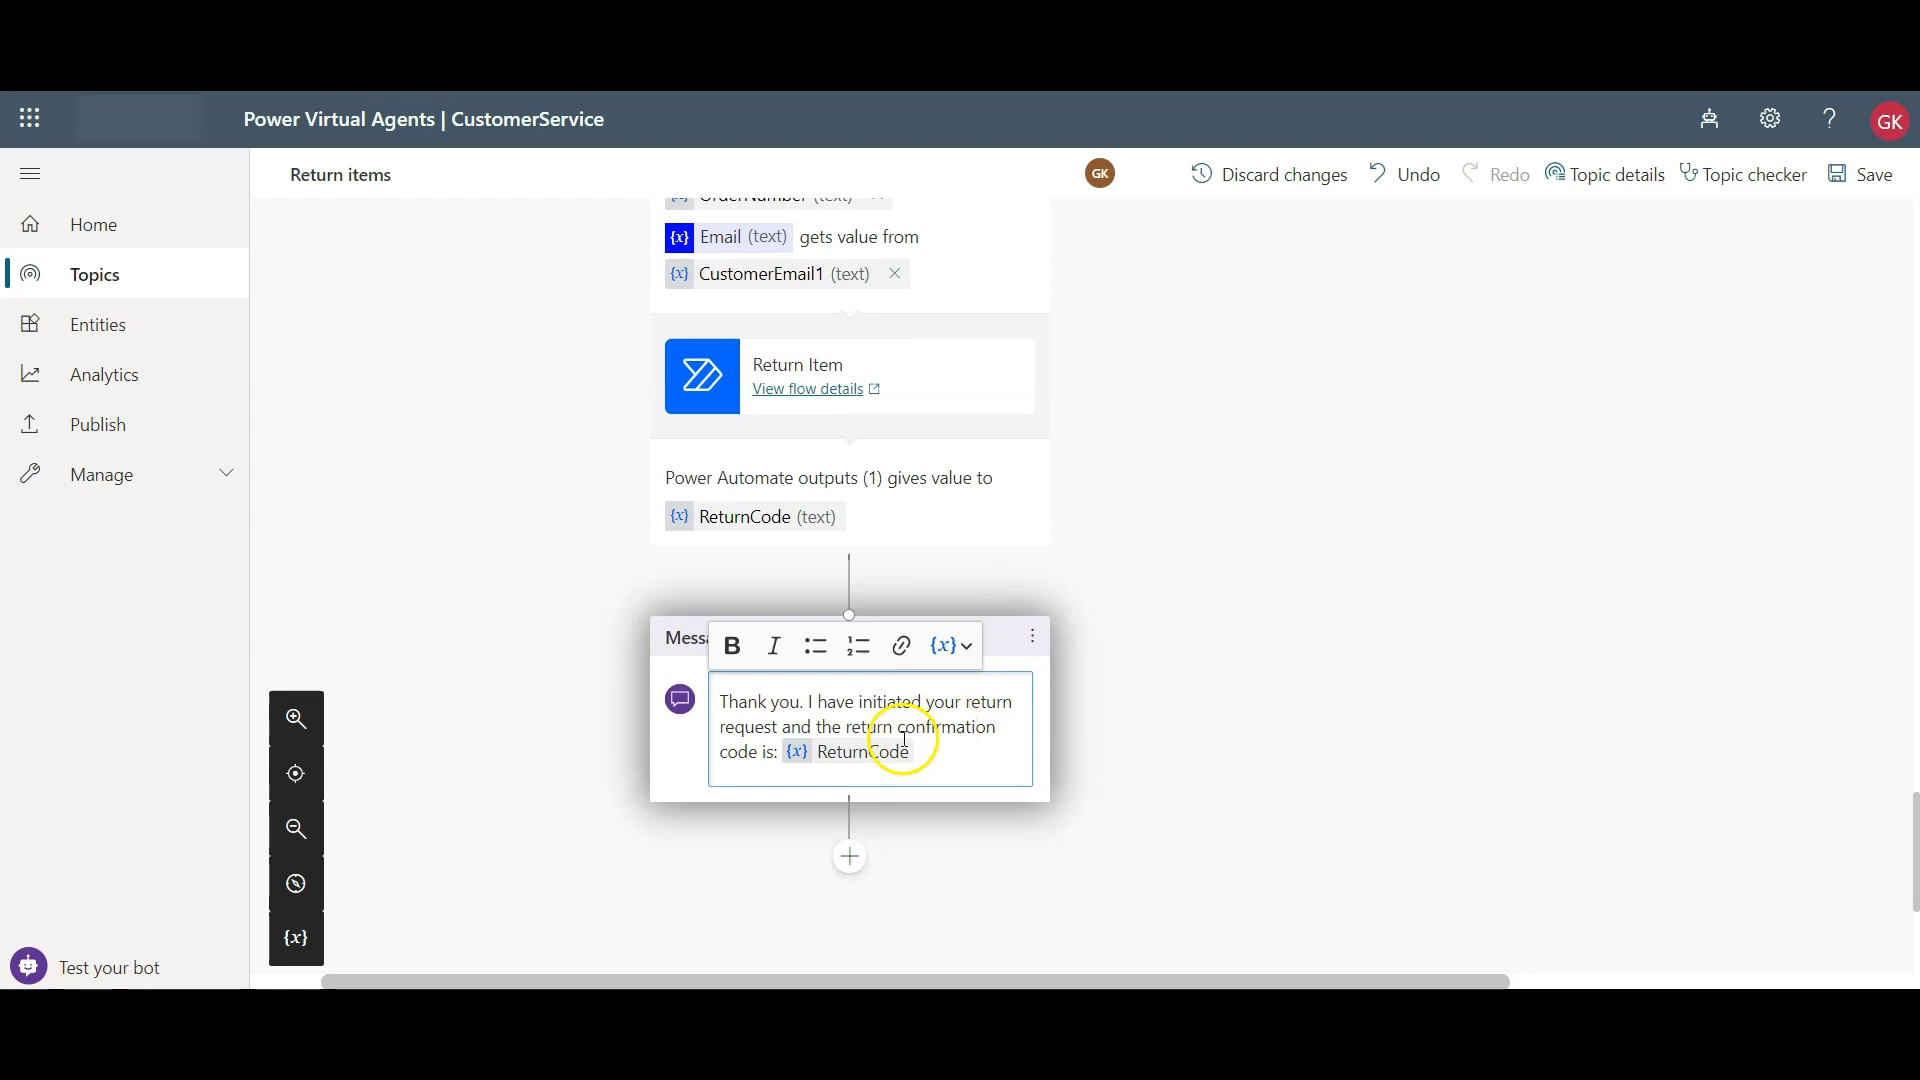 Power Virtual Agents | CustomerService
GK
Return items
GK
Discard changes
Undo
Redo
Topic details
Topic checker
Save
Home
Topics
Entities
Analytics
Publish
Manage
Test your bot
{x} OrderNumber (text)
{x} Email (text) gets value from
{x} CustomerEmail1 (text)
Return Item
View flow details
Power Automate outputs (1) gives value to
{x} ReturnCode (text)
Messa
B I {x}
Thank you. I have initiated your return
request and the return confirmation
code is: {x} ReturnCode
{x}